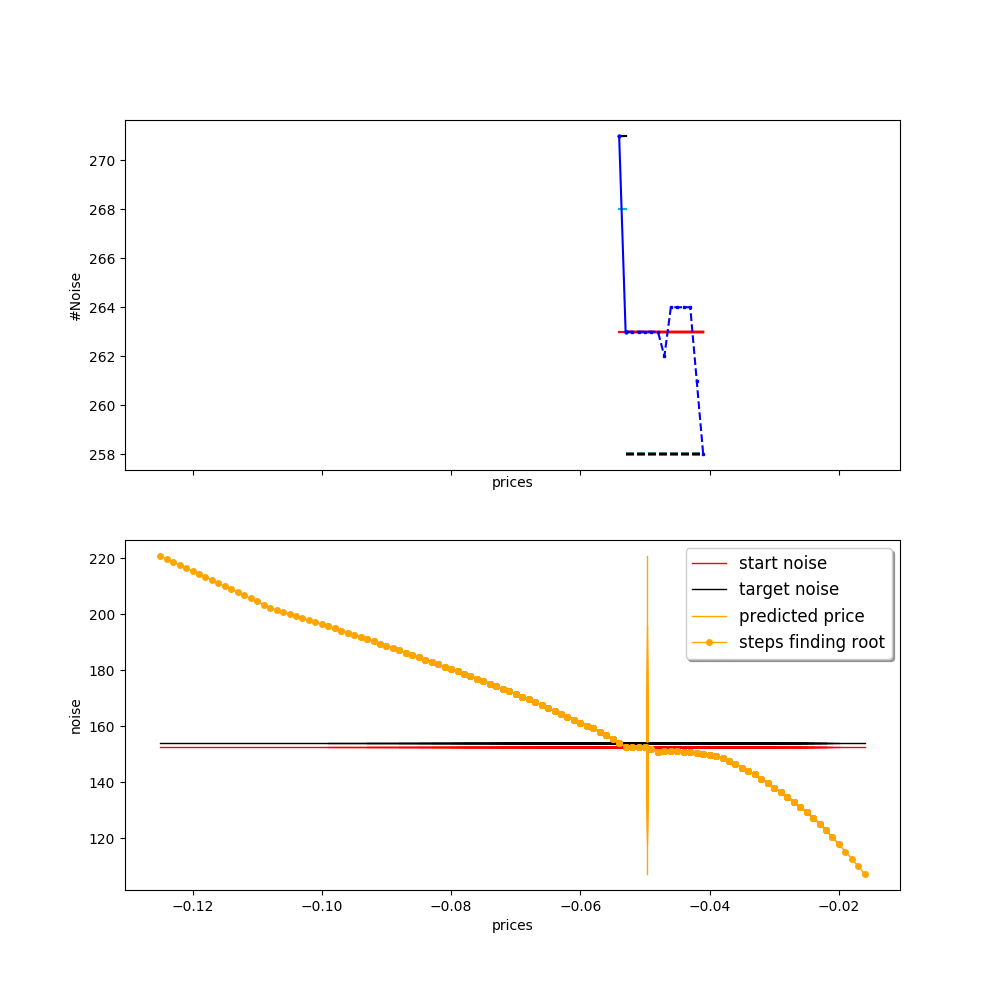 270
268
266
264
262
260
258
#Noise
prices
220
200
180
160
140
120
noise
start noise
target noise
predicted price
steps finding root
−0.12 −0.10 −0.08 −0.06 −0.04 −0.02
prices